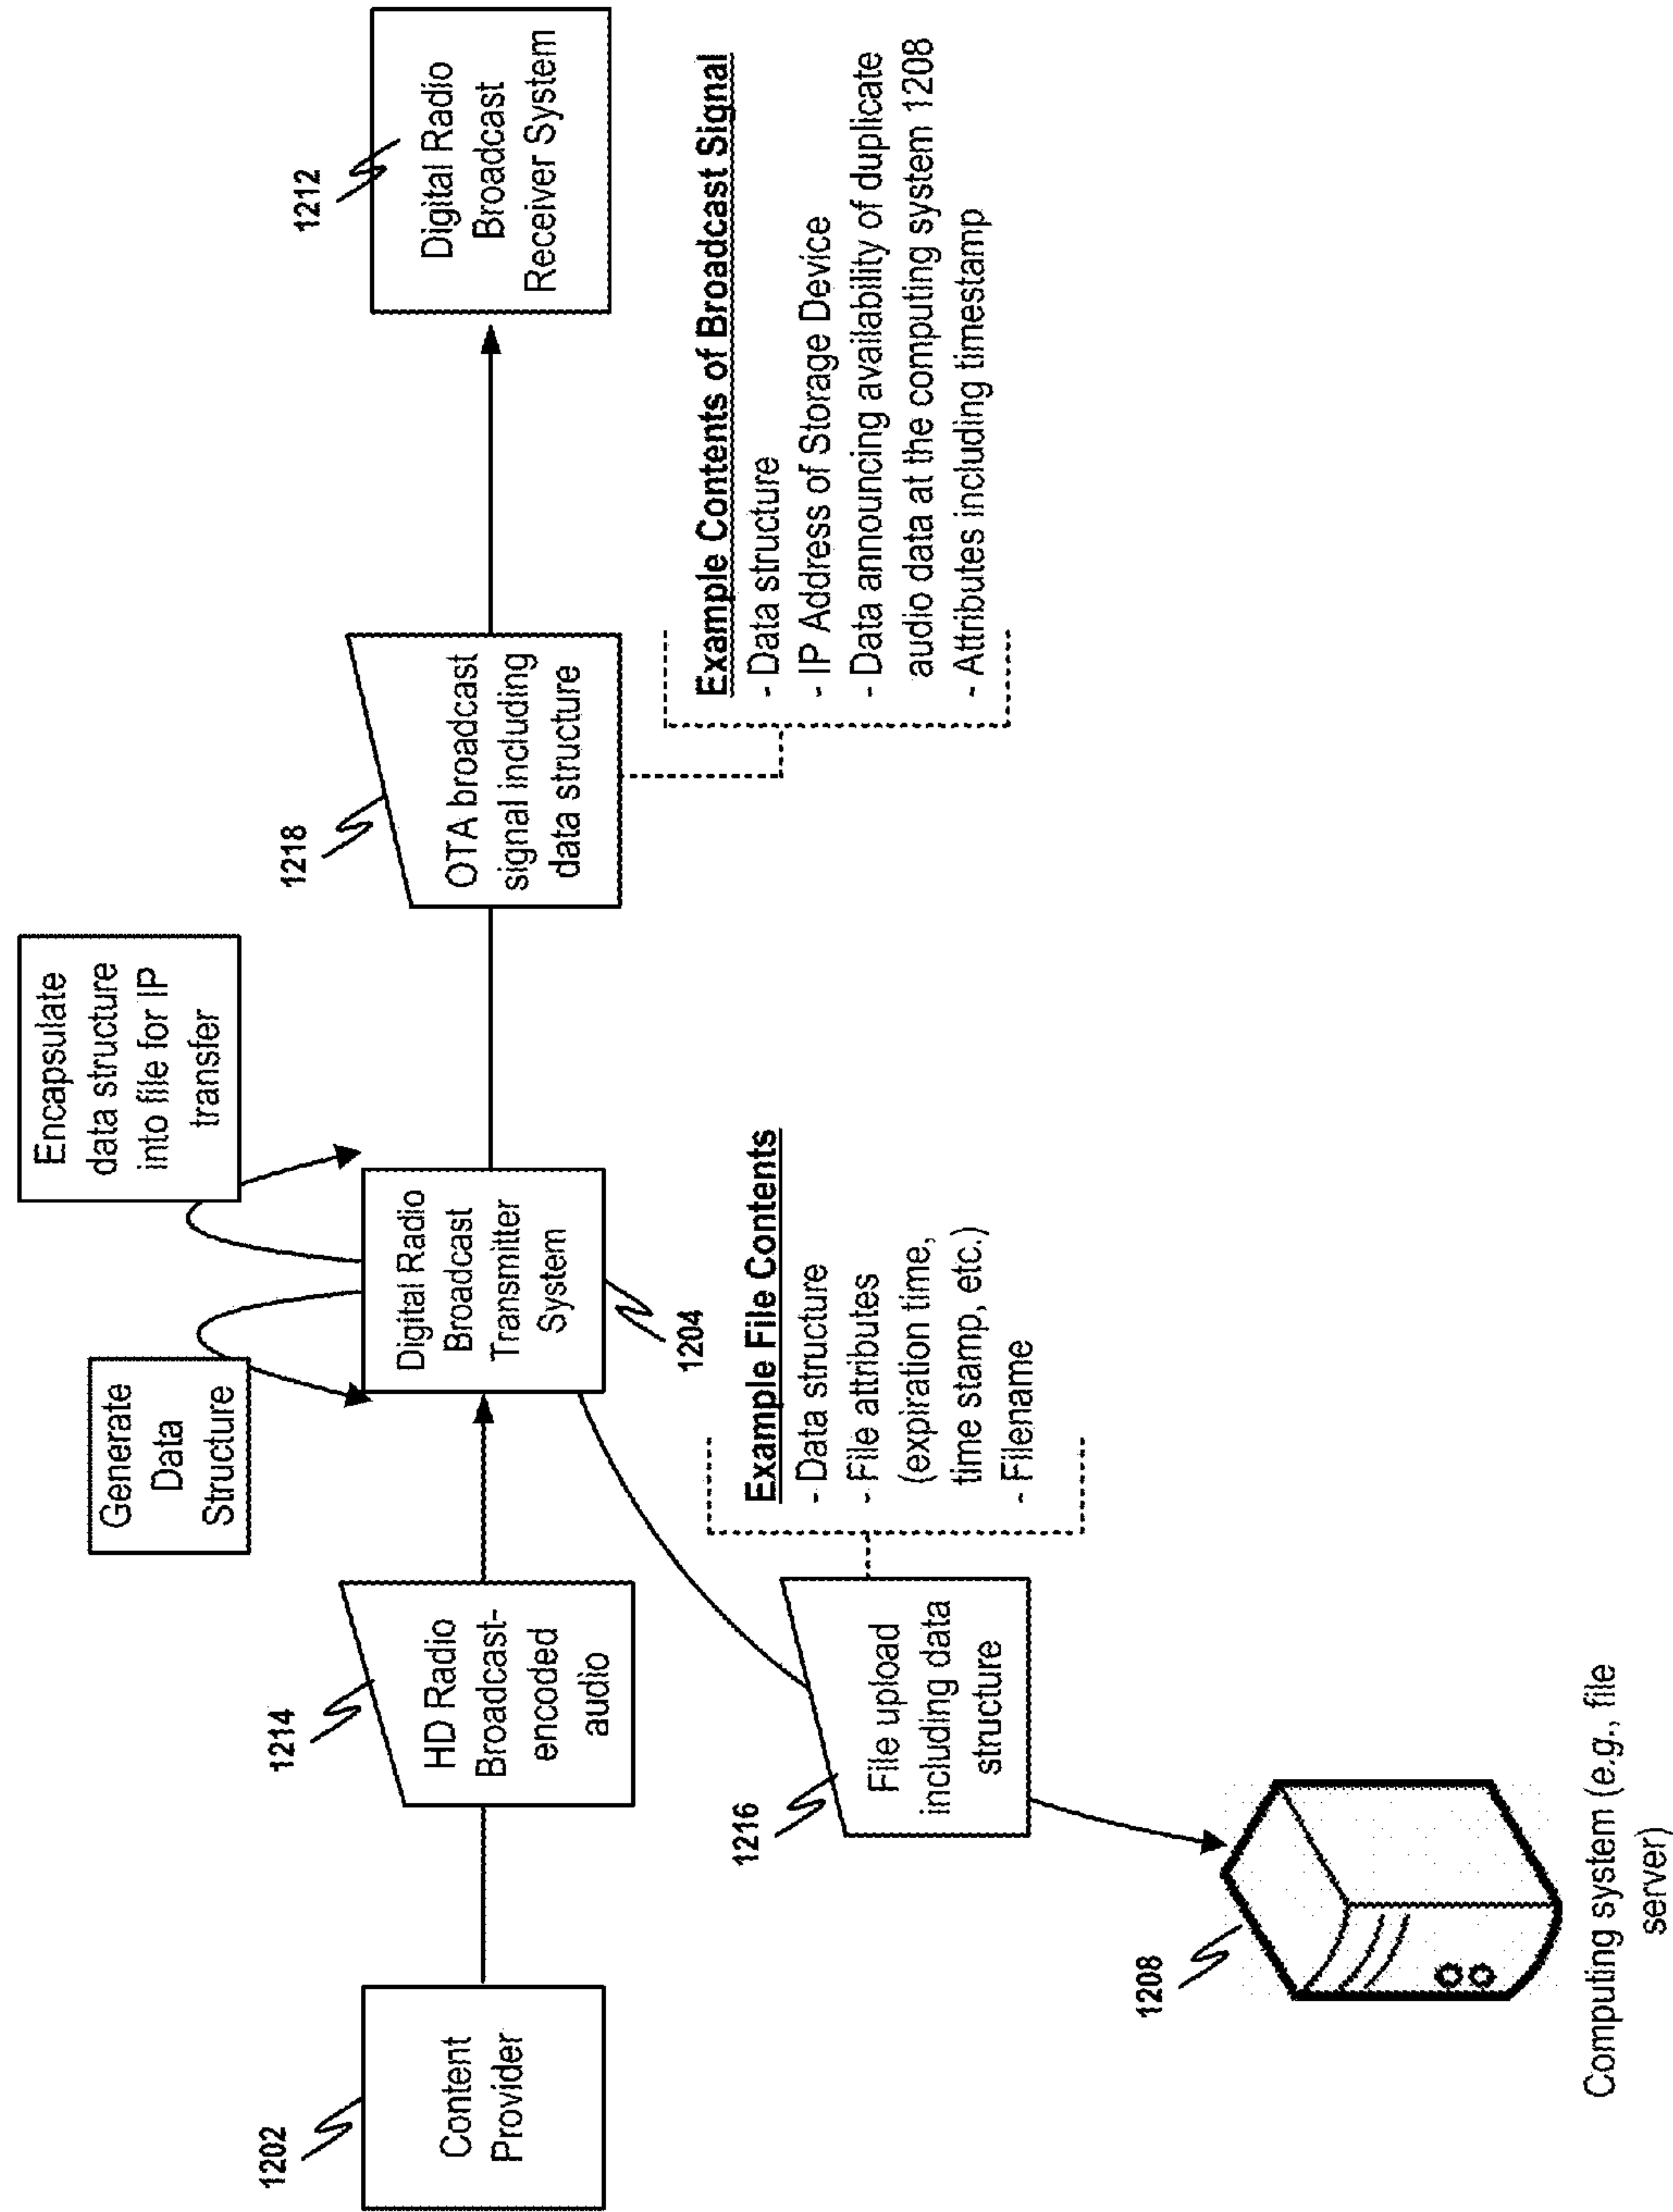 1202
Content
Provider
1214
HD Radio
Broadcast-
encoded
audio
Generate
Data
Structure
Encapsulate
data structure
into file for IP
transfer
Digital Radio
Broadcast
Transmitter
System
1204
1218
OTA broadcast
signal including
data structure
1212
Digital Radio
Broadcast
Receiver System
Example Contents of Broadcast Signal
- Data structure
- IP Address of Storage Device
- Data announcing availability of duplicate
audio data at the computing system 1208
- Attributes including timestamp
Example File Contents
- Data structure
- File attributes
(expiration time,
time stamp, etc.)
- Filename
1216
File upload
including data
structure
1208
Computing system (e.g., file
server)